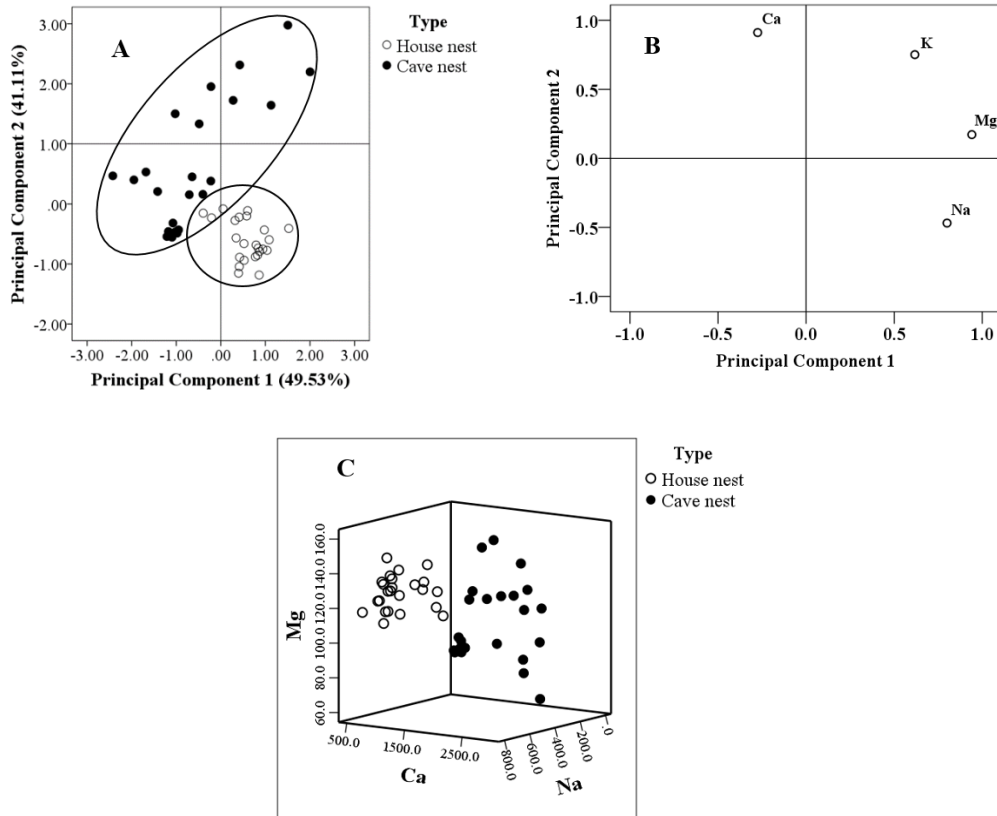 A
Type
House nest
Cave nest
3.00
2.00
1.00
.00
-1.00
-2.00
Principal Component 2 (41.11%)
-3.00 -2.00 -1.00 .00 1.00 2.00 3.00
Principal Component 1 (49.53%)
B
Ca
K
Mg
Na
1.0
0.5
0.0
-0.5
-1.0
Principal Component 2
-1.0 -0.5 0.0 0.5 1.0
Principal Component 1
C
Type
House nest
Cave nest
160.0
140.0
120.0
100.0
80.0
60.0
Mg
500.0 1500.0 2500.0
Ca
800.0 600.0 400.0 200.0 .0
Na